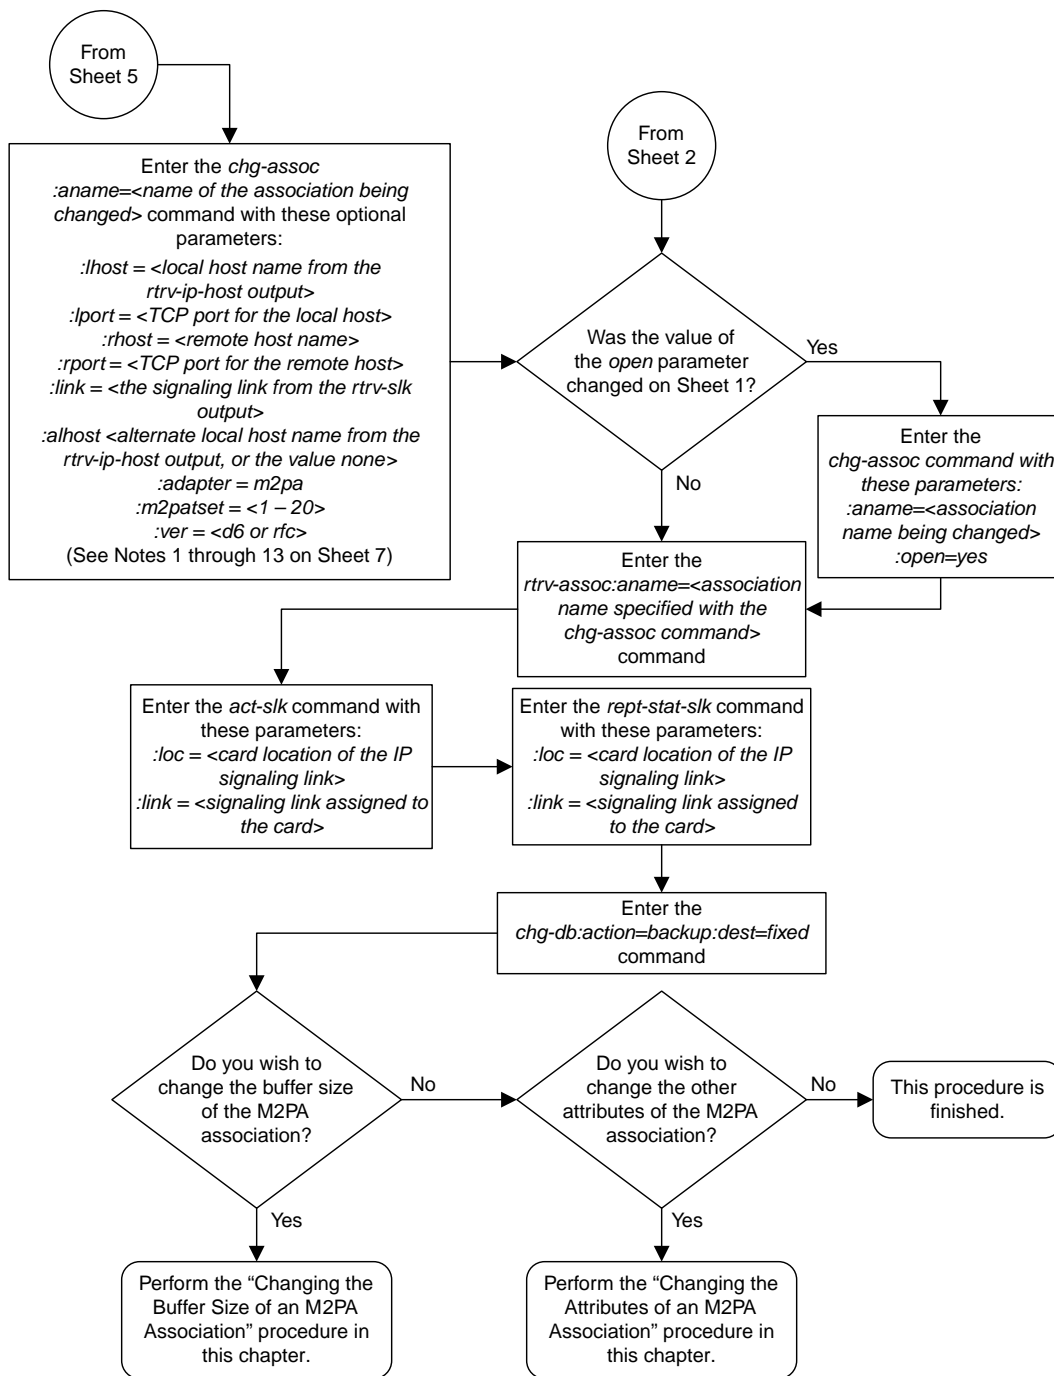 From
Sheet 5
Enter the chg-assoc
:aname=<name of the association being
changed> command with these optional
parameters:
:lhost = <local host name from the
rtrv-ip-host output>
:lport = <TCP port for the local host>
:rhost = <remote host name>
:rport = <TCP port for the remote host>
:link = <the signaling link from the rtrv-slk
output>
:alhost <alternate local host name from the
rtrv-ip-host output, or the value none>
:adapter = m2pa
:m2patset = <1 – 20>
:ver = <d6 or rfc>
(See Notes 1 through 13 on Sheet 7)
From
Sheet 2
Was the value of
the open parameter
changed on Sheet 1?
Yes
No
Enter the
chg-assoc command with
these parameters:
:aname=<association
name being changed>
:open=yes
Enter the
rtrv-assoc:aname=<association
name specified with the
chg-assoc command>
command
Enter the act-slk command with
these parameters:
:loc = <card location of the IP
signaling link>
:link = <signaling link assigned to
the card>
Enter the rept-stat-slk command
with these parameters:
:loc = <card location of the IP
signaling link>
:link = <signaling link assigned
to the card>
Enter the
chg-db:action=backup:dest=fixed
command
Do you wish to
change the buffer size
of the M2PA
association?
No
Yes
Do you wish to
change the other
attributes of the M2PA
association?
No
Yes
This procedure is
finished.
Perform the “Changing the
Buffer Size of an M2PA
Association” procedure in
this chapter.
Perform the “Changing the
Attributes of an M2PA
Association” procedure in
this chapter.